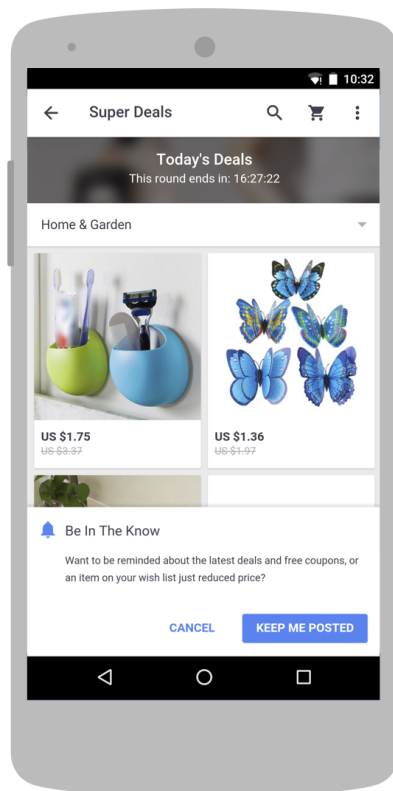 10:32
Super Deals
Today's Deals
This round ends in: 16:27:22
Home & Garden
US $1.75
US $3.37
US $1.36
US $1.97
Be In The Know
Want to be reminded about the latest deals and free coupons, or
an item on your wish list just reduced price?
CANCEL
KEEP ME POSTED